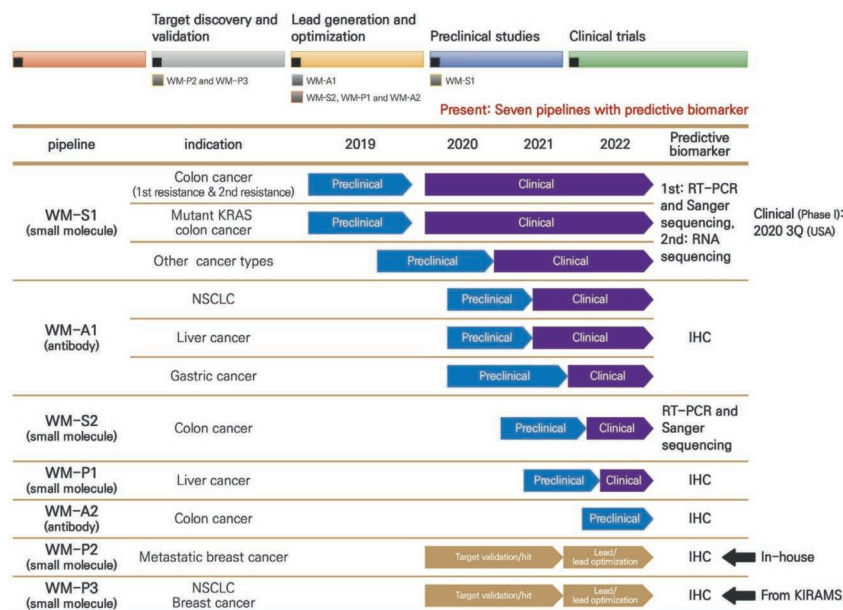 Target discovery and
validation
Lead generation and
optimization
Preclinical studies
Clinical trials
WM-P2 and WM-P3
WM-A1
WM-S2, WM-P1 and WM-A2
WM-S1
Present: Seven pipelines with predictive biomarker
pipeline
indication
2019
2020
2021
2022
Predictive
biomarker
WM-S1
(small molecule)
Colon cancer
(1st resistance & 2nd resistance)
Preclinical
Clinical
Mutant KRAS
colon cancer
Preclinical
Clinical
Other cancer types
Preclinical
Clinical
1st: RT-PCR
and Sanger
sequencing,
2nd: RNA
sequencing
Clinical (Phase I):
2020 3Q (USA)
WM-A1
(antibody)
NSCLC
Preclinical
Clinical
Liver cancer
Preclinical
Clinical
IHC
Gastric cancer
Preclinical
Clinical
WM-S2
(small molecule)
Colon cancer
Preclinical
Clinical
RT-PCR and
Sanger
sequencing
WM-P1
(small molecule)
Liver cancer
Preclinical
Clinical
IHC
WM-A2
(antibody)
Colon cancer
Preclinical
IHC
WM-P2
(small molecule)
Metastatic breast cancer
Target validation/hit
Lead/
lead optimization
IHC
In-house
WM-P3
(small molecule)
NSCLC
Breast cancer
Target validation/hit
Lead/
lead optimization
IHC
From KIRAMS